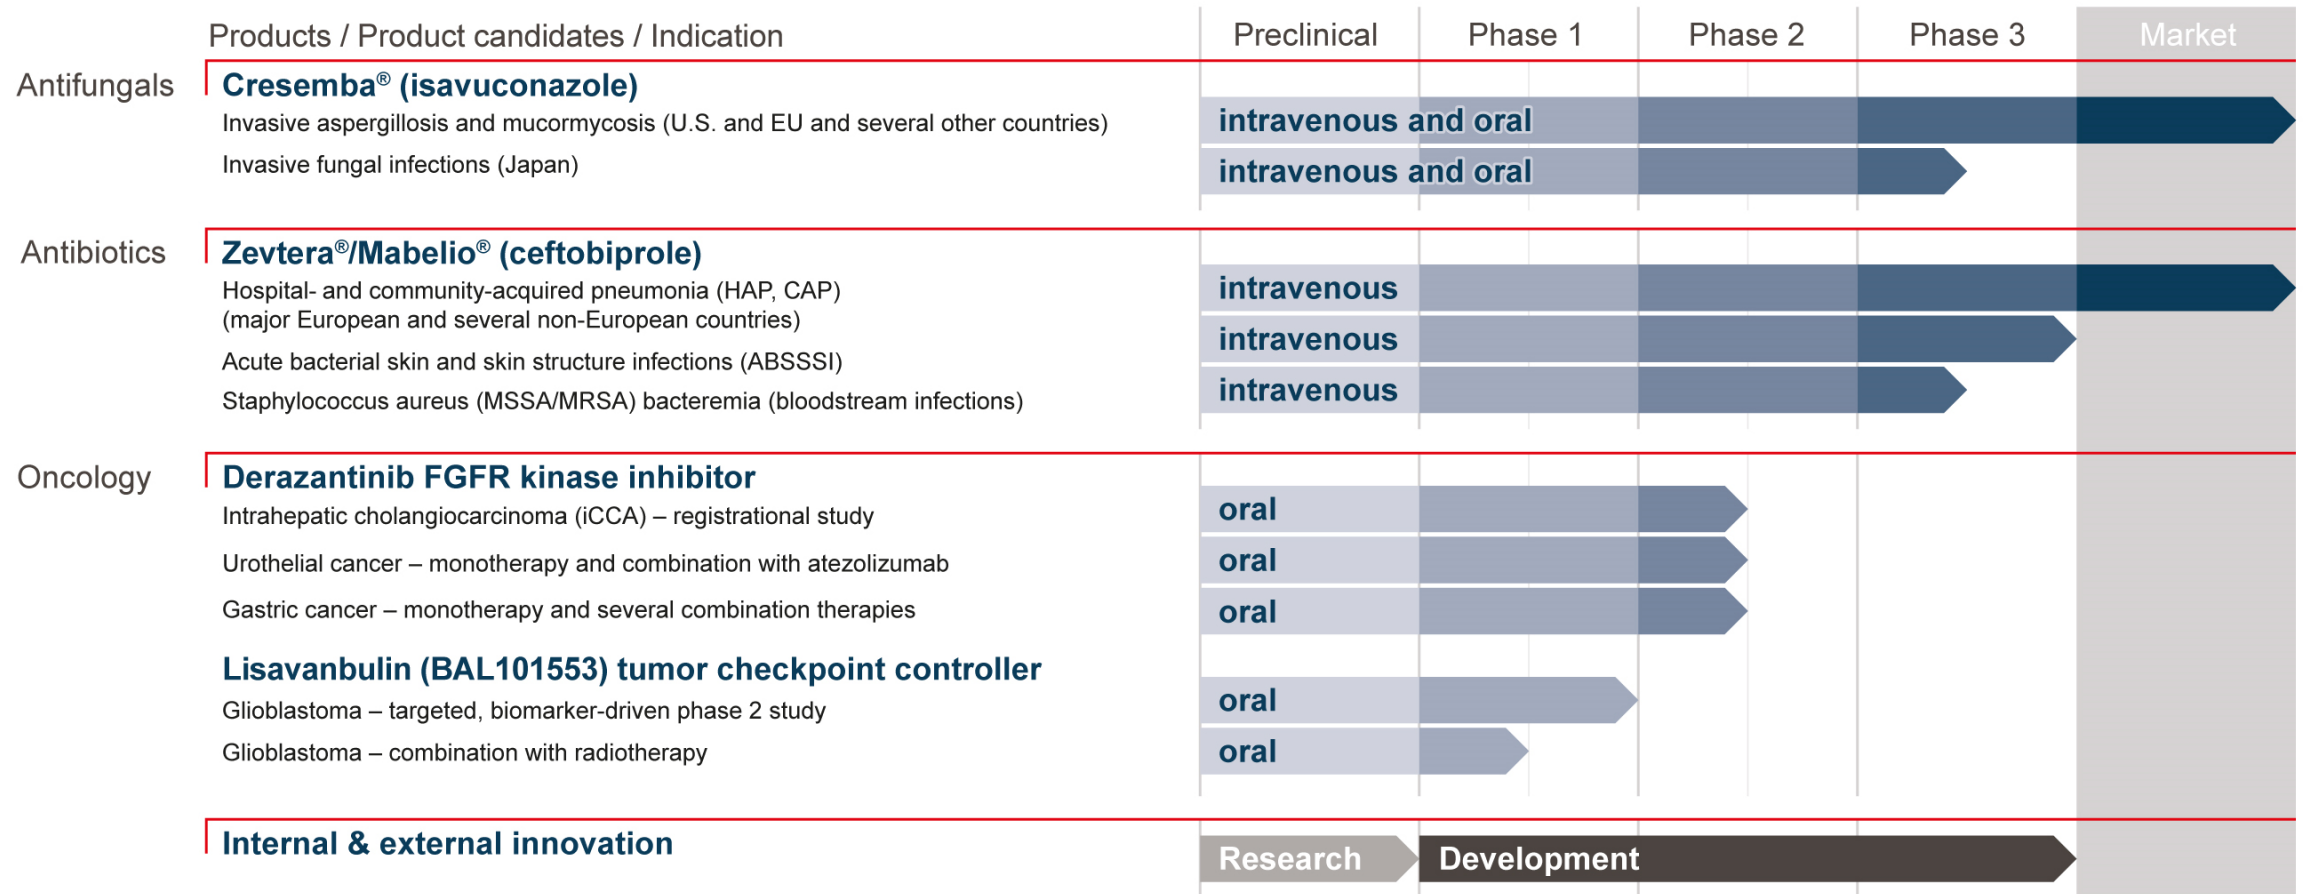 Products / Product candidates / Indication
Preclinical
Phase 1
Phase 2
Phase 3
Market
Antifungals
Cresemba® (isavuconazole)
Invasive aspergillosis and mucormycosis (U.S. and EU and several other countries)
intravenous and oral
Invasive fungal infections (Japan)
intravenous and oral
Antibiotics
Zevtera®/Mabelio® (ceftobiprole)
Hospital- and community-acquired pneumonia (HAP, CAP)
(major European and several non-European countries)
intravenous
Acute bacterial skin and skin structure infections (ABSSSI)
intravenous
Staphylococcus aureus (MSSA/MRSA) bacteremia (bloodstream infections)
intravenous
Oncology
Derazantinib FGFR kinase inhibitor
Intrahepatic cholangiocarcinoma (iCCA) – registrational study
oral
Urothelial cancer – monotherapy and combination with atezolizumab
oral
Gastric cancer – monotherapy and several combination therapies
oral
Lisavanbulin (BAL101553) tumor checkpoint controller
Glioblastoma – targeted, biomarker-driven phase 2 study
oral
Glioblastoma – combination with radiotherapy
oral
Internal & external innovation
Research
Development